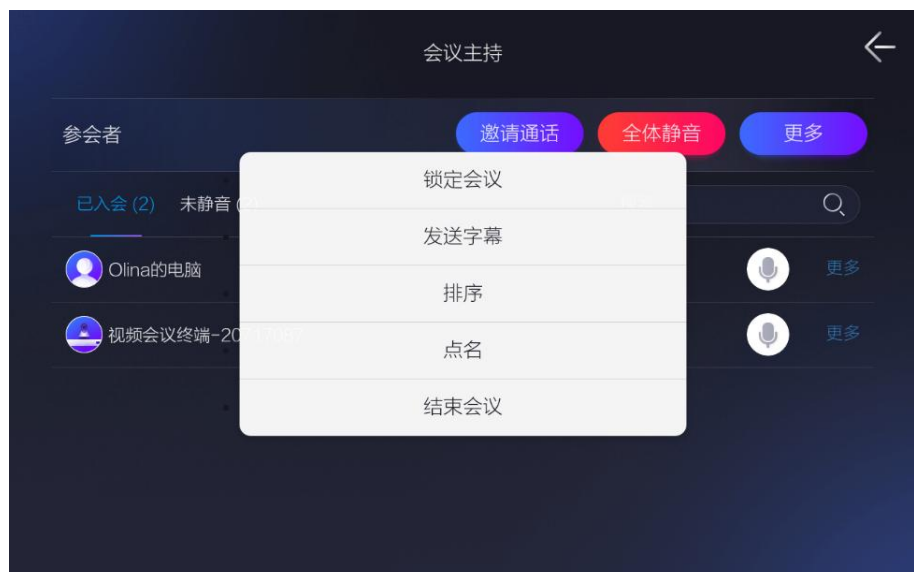 会议主持
参会者
邀请通话
全体静音
更多
锁定会议
已入会 (2)
未静音 (
发送字幕
Olina的电脑
更多
排序
视频会议终端-20
更多
点名
结束会议